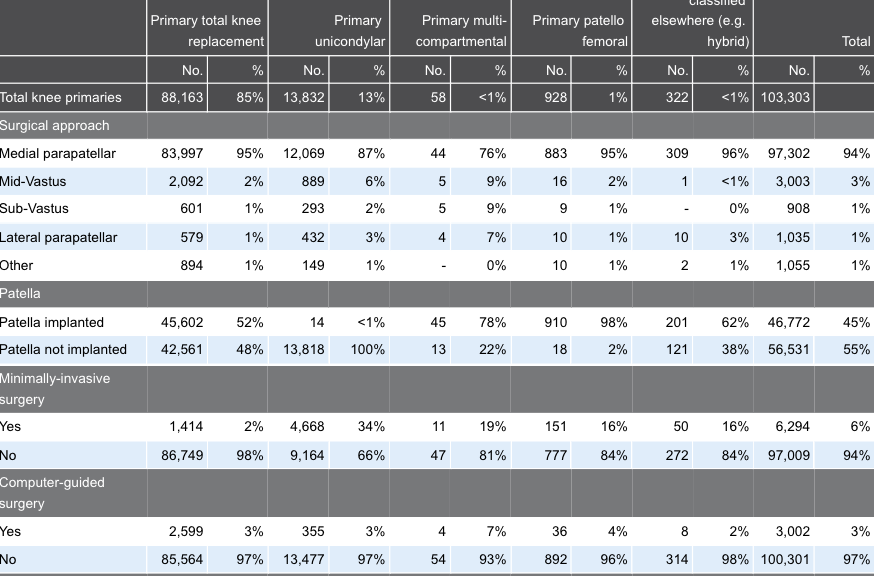 classified
Primary total knee Primary Primary multi- Primary patello elsewhere (e.g.
replacement unicondylar compartmental femoral hybrid) Total
No. % No. % No. % No. % No. % No. %
Total knee primaries 88,163 85% 13,832 13% 58 <1% 928 1% 322 <1% 103,303
Surgical approach
Medial parapatellar 83,997 95% 12,069 87% 44 76% 883 95% 309 96% 97,302 94%
Mid-Vastus 2,092 2% 889 6% 5 9% 16 2% 1 <1% 3,003 3%
Sub-Vastus 601 1% 293 2% 5 9% 9 1% - 0% 908 1%
Lateral parapatellar 579 1% 432 3% 4 7% 10 1% 10 3% 1,035 1%
Other 894 1% 149 1% - 0% 10 1% 2 1% 1,055 1%
Patella
Patella implanted 45,602 52% 14 <1% 45 78% 910 98% 201 62% 46,772 45%
Patella not implanted 42,561 48% 13,818 100% 13 22% 18 2% 121 38% 56,531 55%
Minimally-invasive
surgery
Yes 1,414 2% 4,668 34% 11 19% 151 16% 50 16% 6,294 6%
No 86,749 98% 9,164 66% 47 81% 777 84% 272 84% 97,009 94%
Computer-guided
surgery
Yes 2,599 3% 355 3% 4 7% 36 4% 8 2% 3,002 3%
No 85,564 97% 13,477 97% 54 93% 892 96% 314 98% 100,301 97%